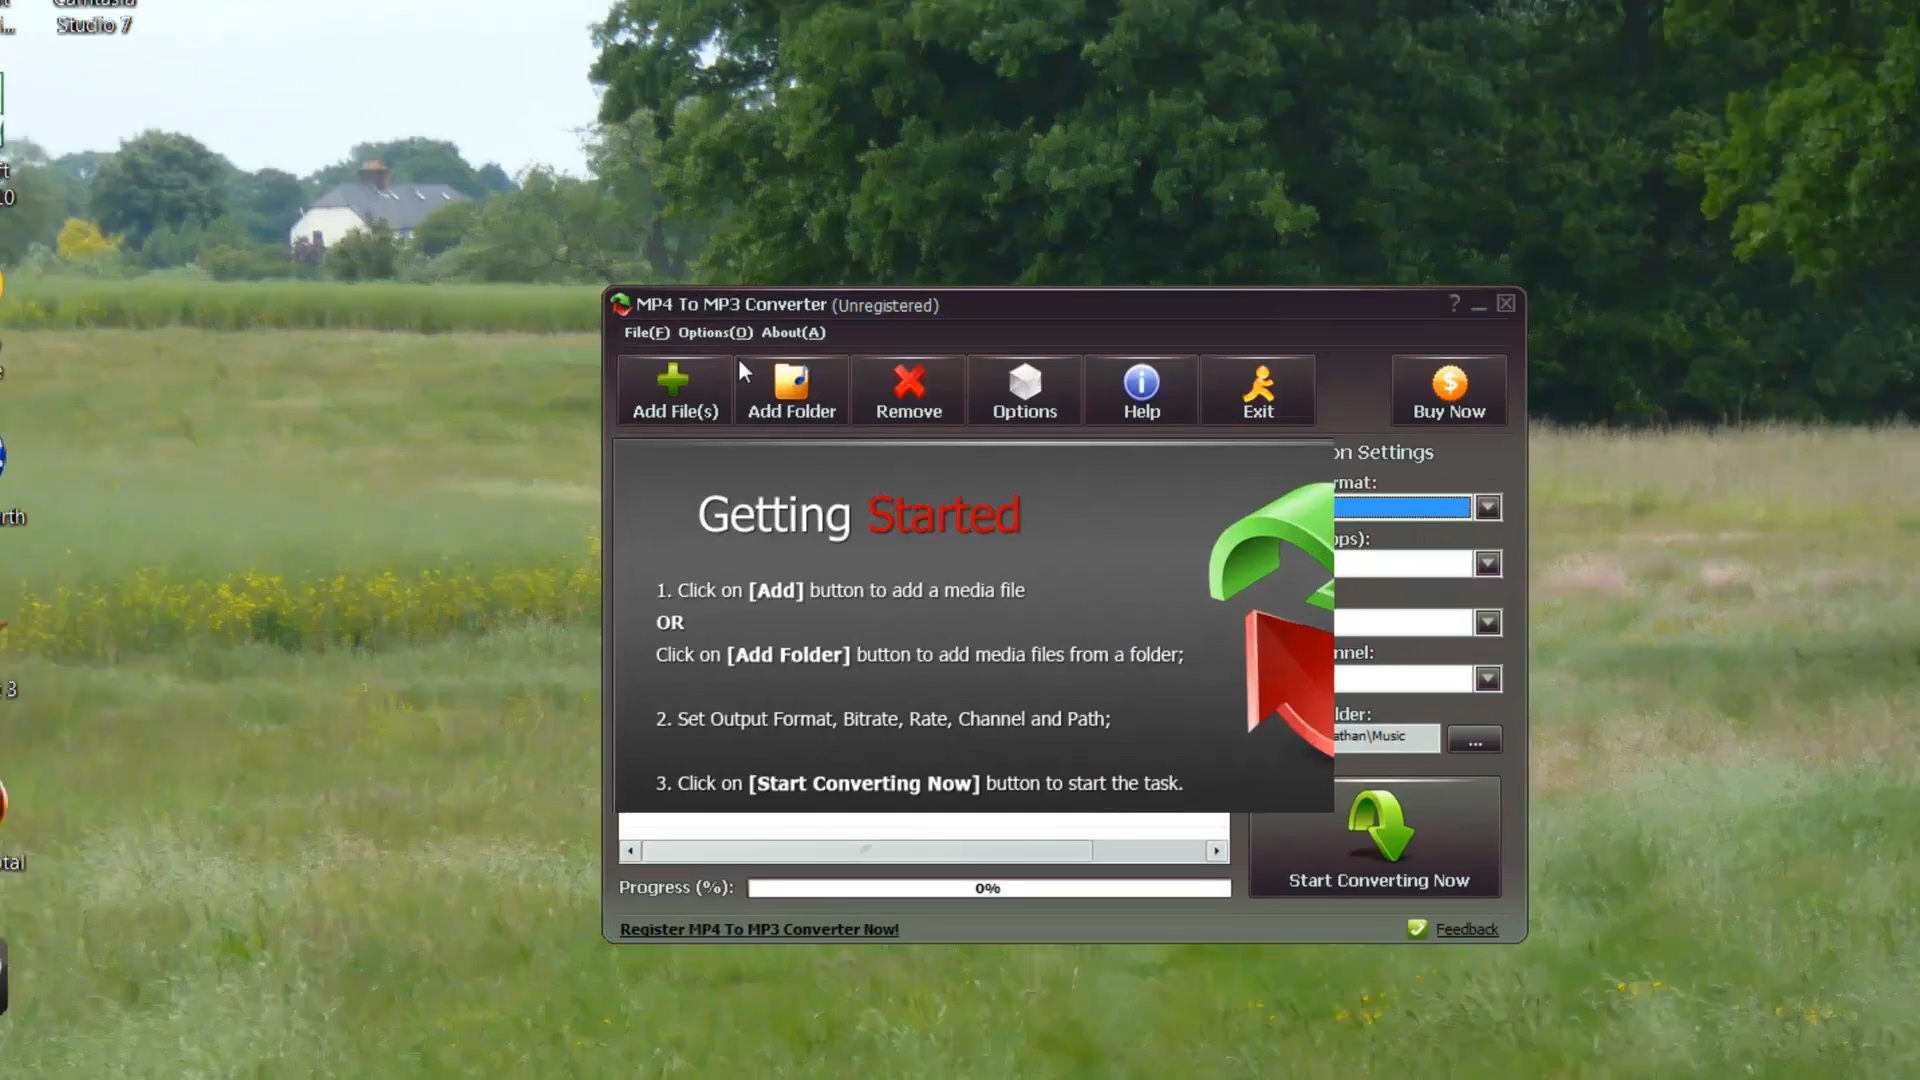 Studio 7
MP4 To MP3 Converter (Unregistered)
File(F) Options(O) About(A)
Add File(s) Add Folder Remove Options Help Exit Buy Now
on Settings
rmat:
Getting Started
ops):
1. Click on [Add] button to add a media file
OR
Click on [Add Folder] button to add media files from a folder;
nnel:
2. Set Output Format, Bitrate, Rate, Channel and Path;
lder:
athan\Music
...
3. Click on [Start Converting Now] button to start the task.
Progress (%): 0%
Start Converting Now
Register MP4 To MP3 Converter Now!
Feedback
rth
3